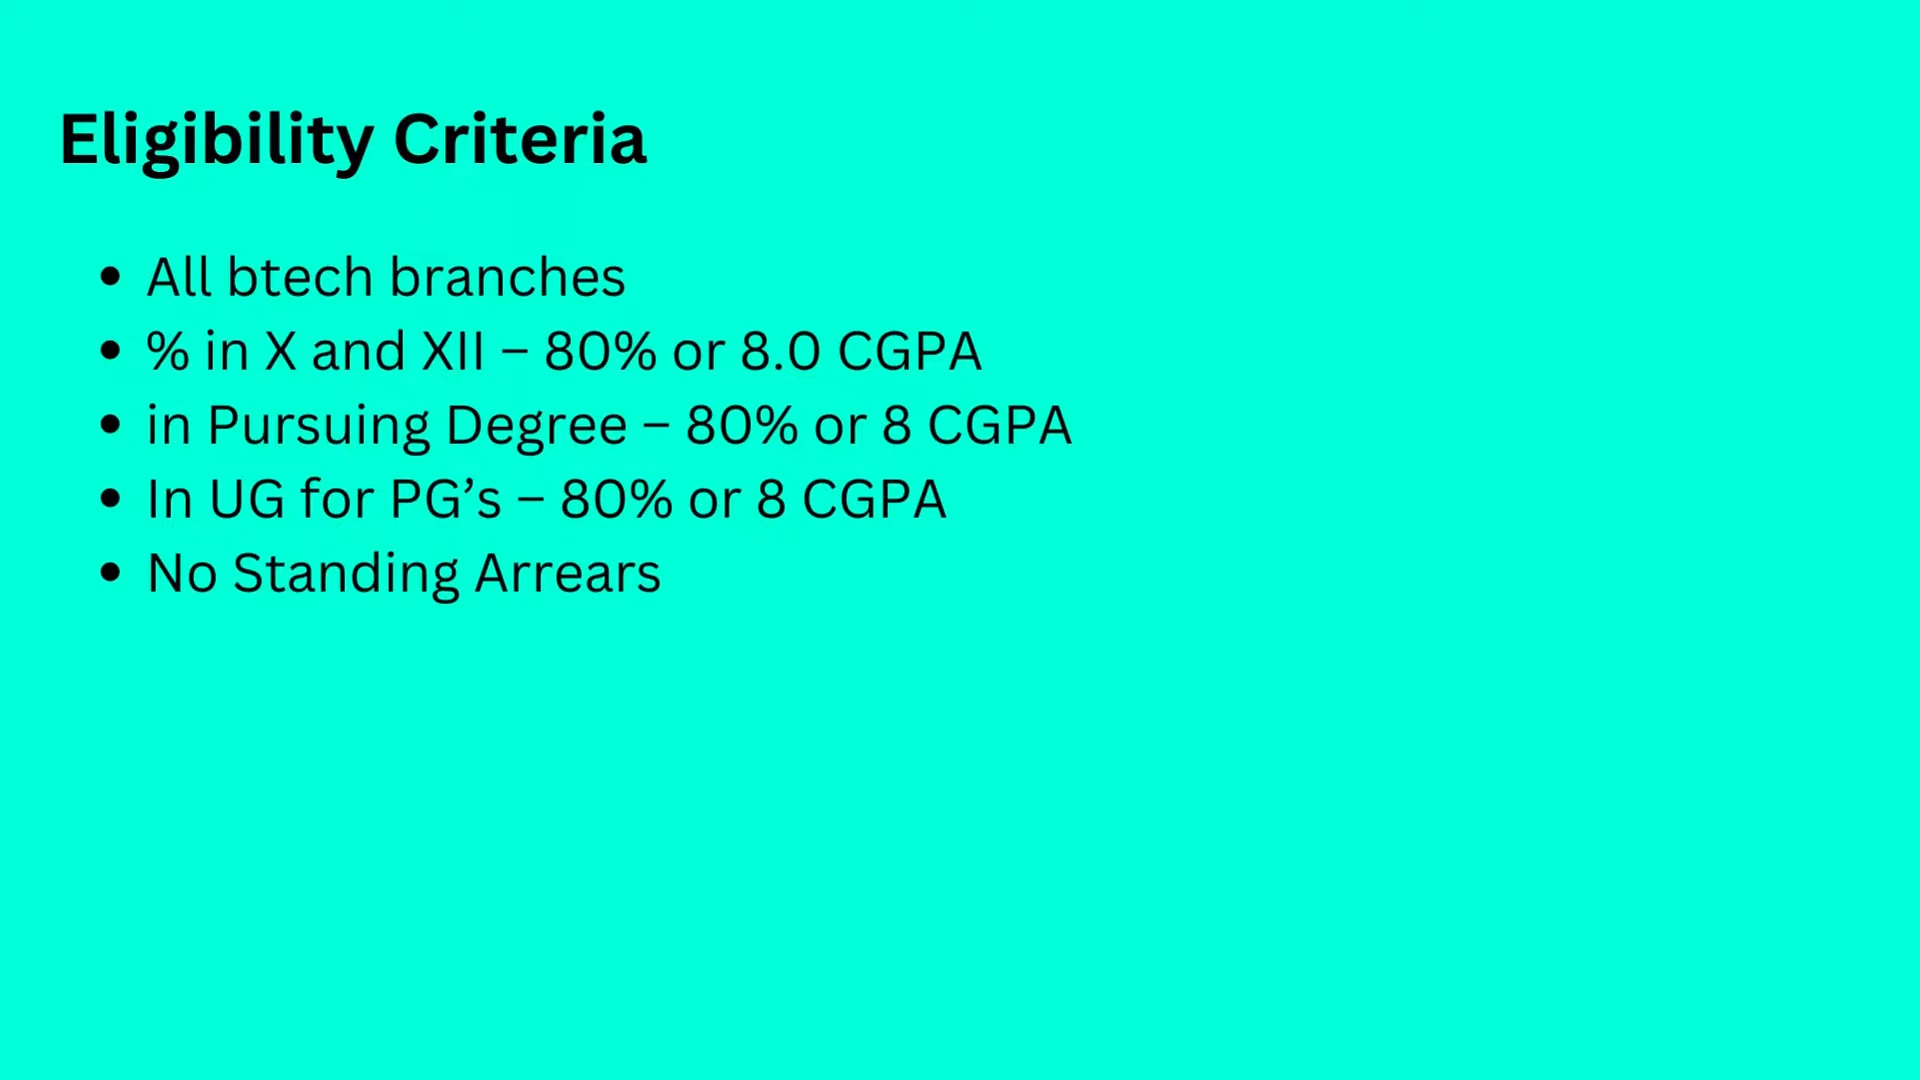 Eligibility Criteria
• All btech branches
• % in X and XII – 80% or 8.0 CGPA
• in Pursuing Degree – 80% or 8 CGPA
• In UG for PG’s – 80% or 8 CGPA
• No Standing Arrears